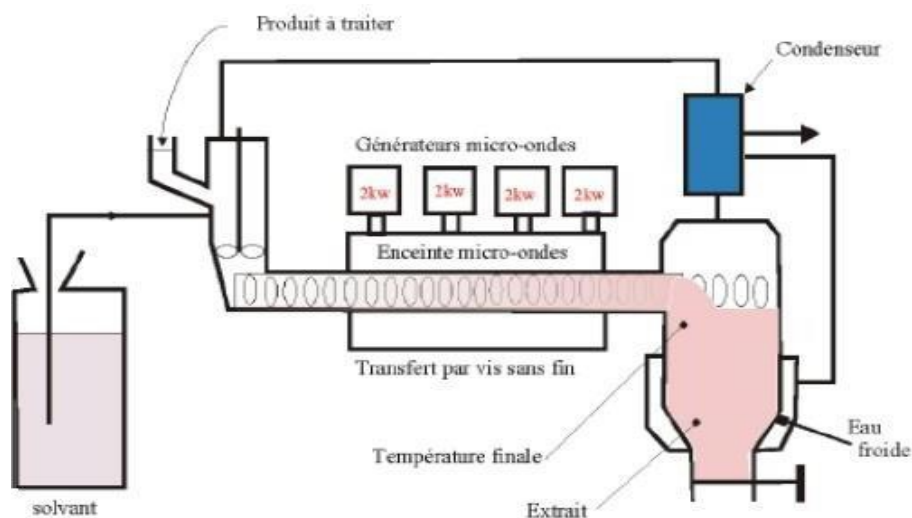 Produit à traiter
Condenseur
Générateurs micro-ondes
2kw
2kw
2kw
2kw
Enceinte micro-ondes
Transfert par vis sans fin
Température finale
Eau
froide
Extrait
solvant